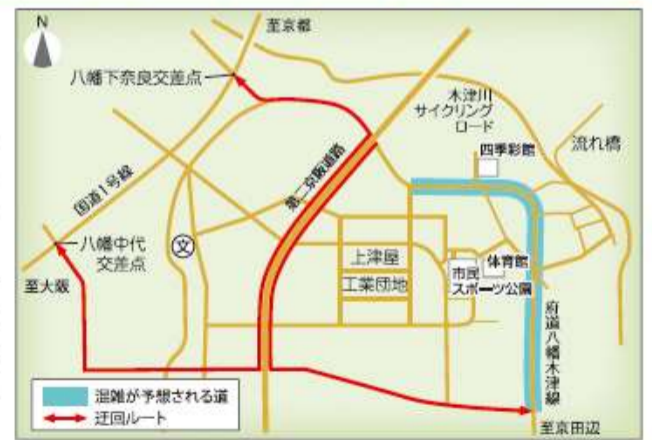 N
至京都
八幡下奈良交差点
木津川
サイクリング
ロード
流れ橋
四季彩館
国道1号線
第二京阪道路
八幡中代
交差点
文
至大阪
上津屋
工業団地
体育館
市民
スポーツ公園
府道八幡木津線
混雑が予想される道
迂回ルート
至京田辺